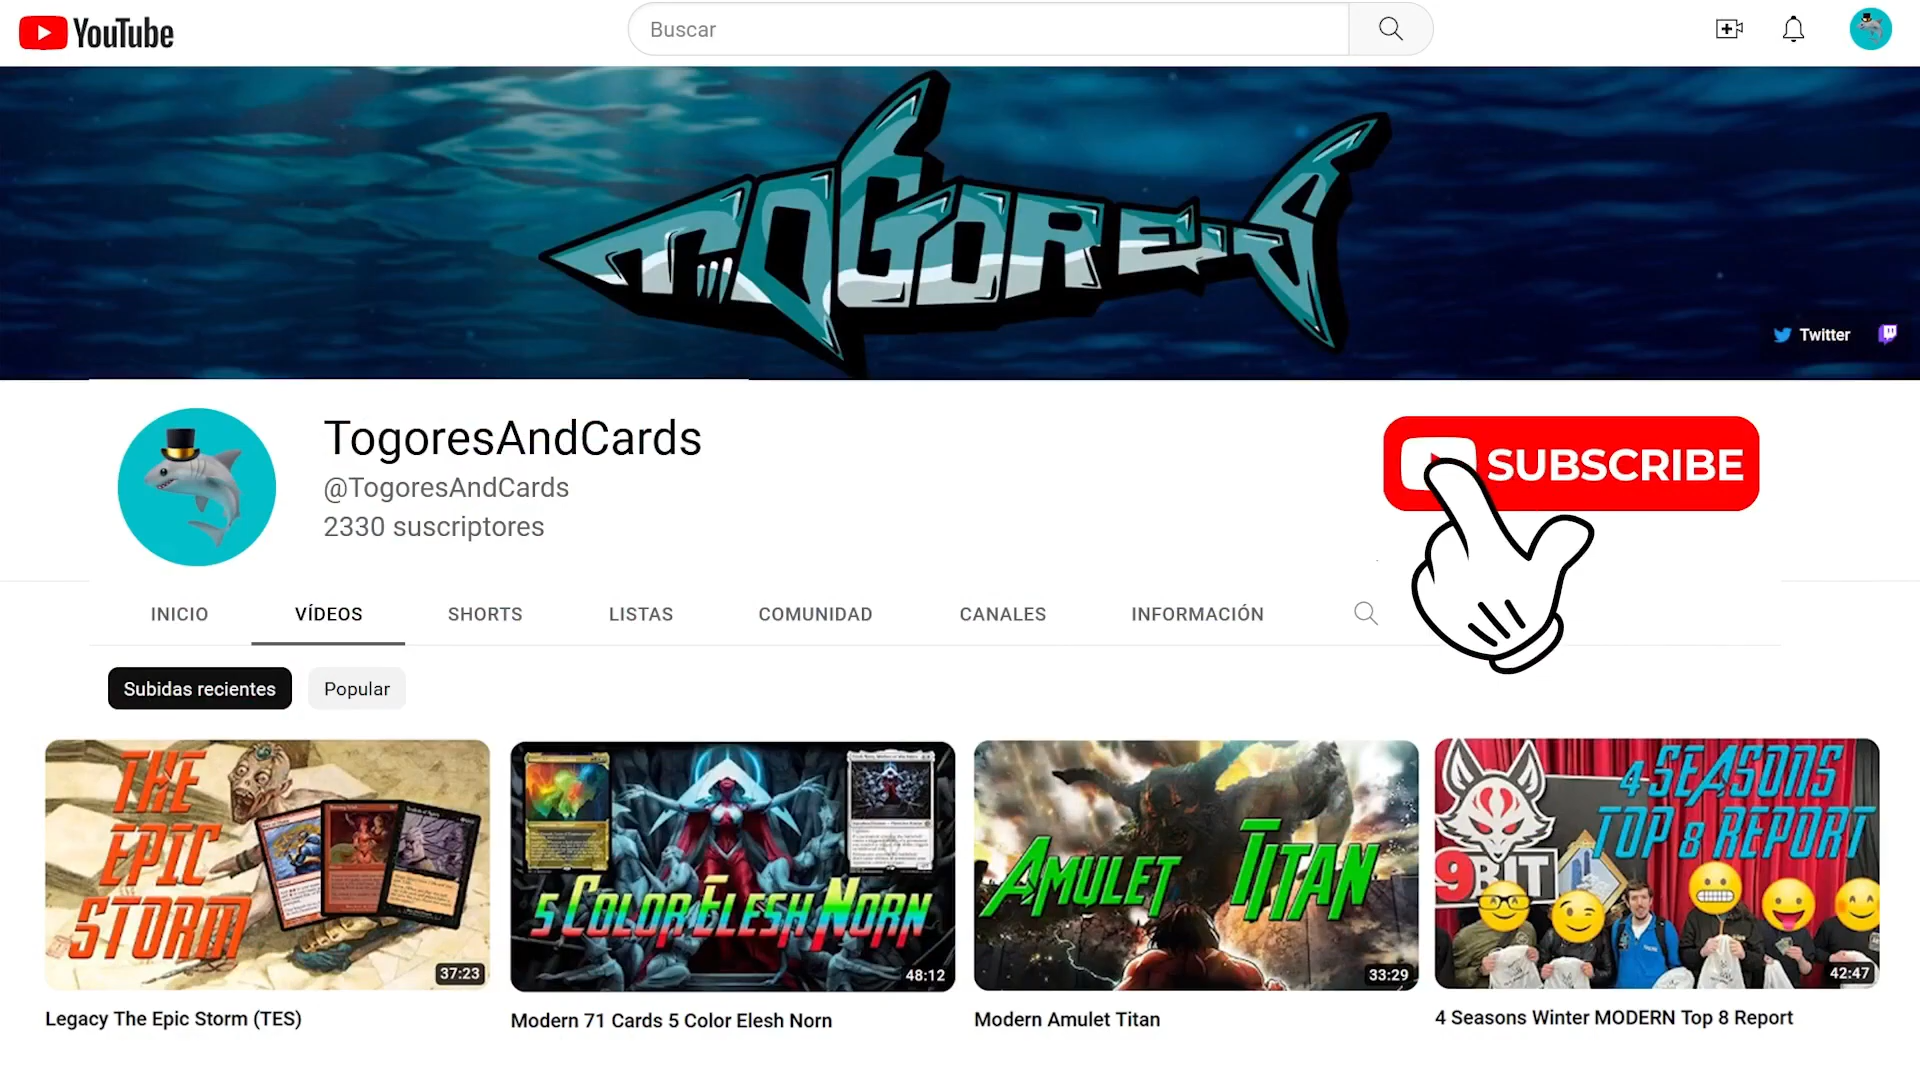 YouTube
Buscar
TOGORES
Twitter
TogoresAndCards
@TogoresAndCards
2330 suscriptores
SUBSCRIBE
INICIO
VÍDEOS
SHORTS
LISTAS
COMUNIDAD
CANALES
INFORMACIÓN
Subidas recientes
Popular
THE
EPIC
STORM
37:23
5 COLOR ELESH NORN
48:12
AMULET TITAN
33:29
4 SEASONS
TOP 8 REPORT
9BIT
42:47
Legacy The Epic Storm (TES)
Modern 71 Cards 5 Color Elesh Norn
Modern Amulet Titan
4 Seasons Winter MODERN Top 8 Report